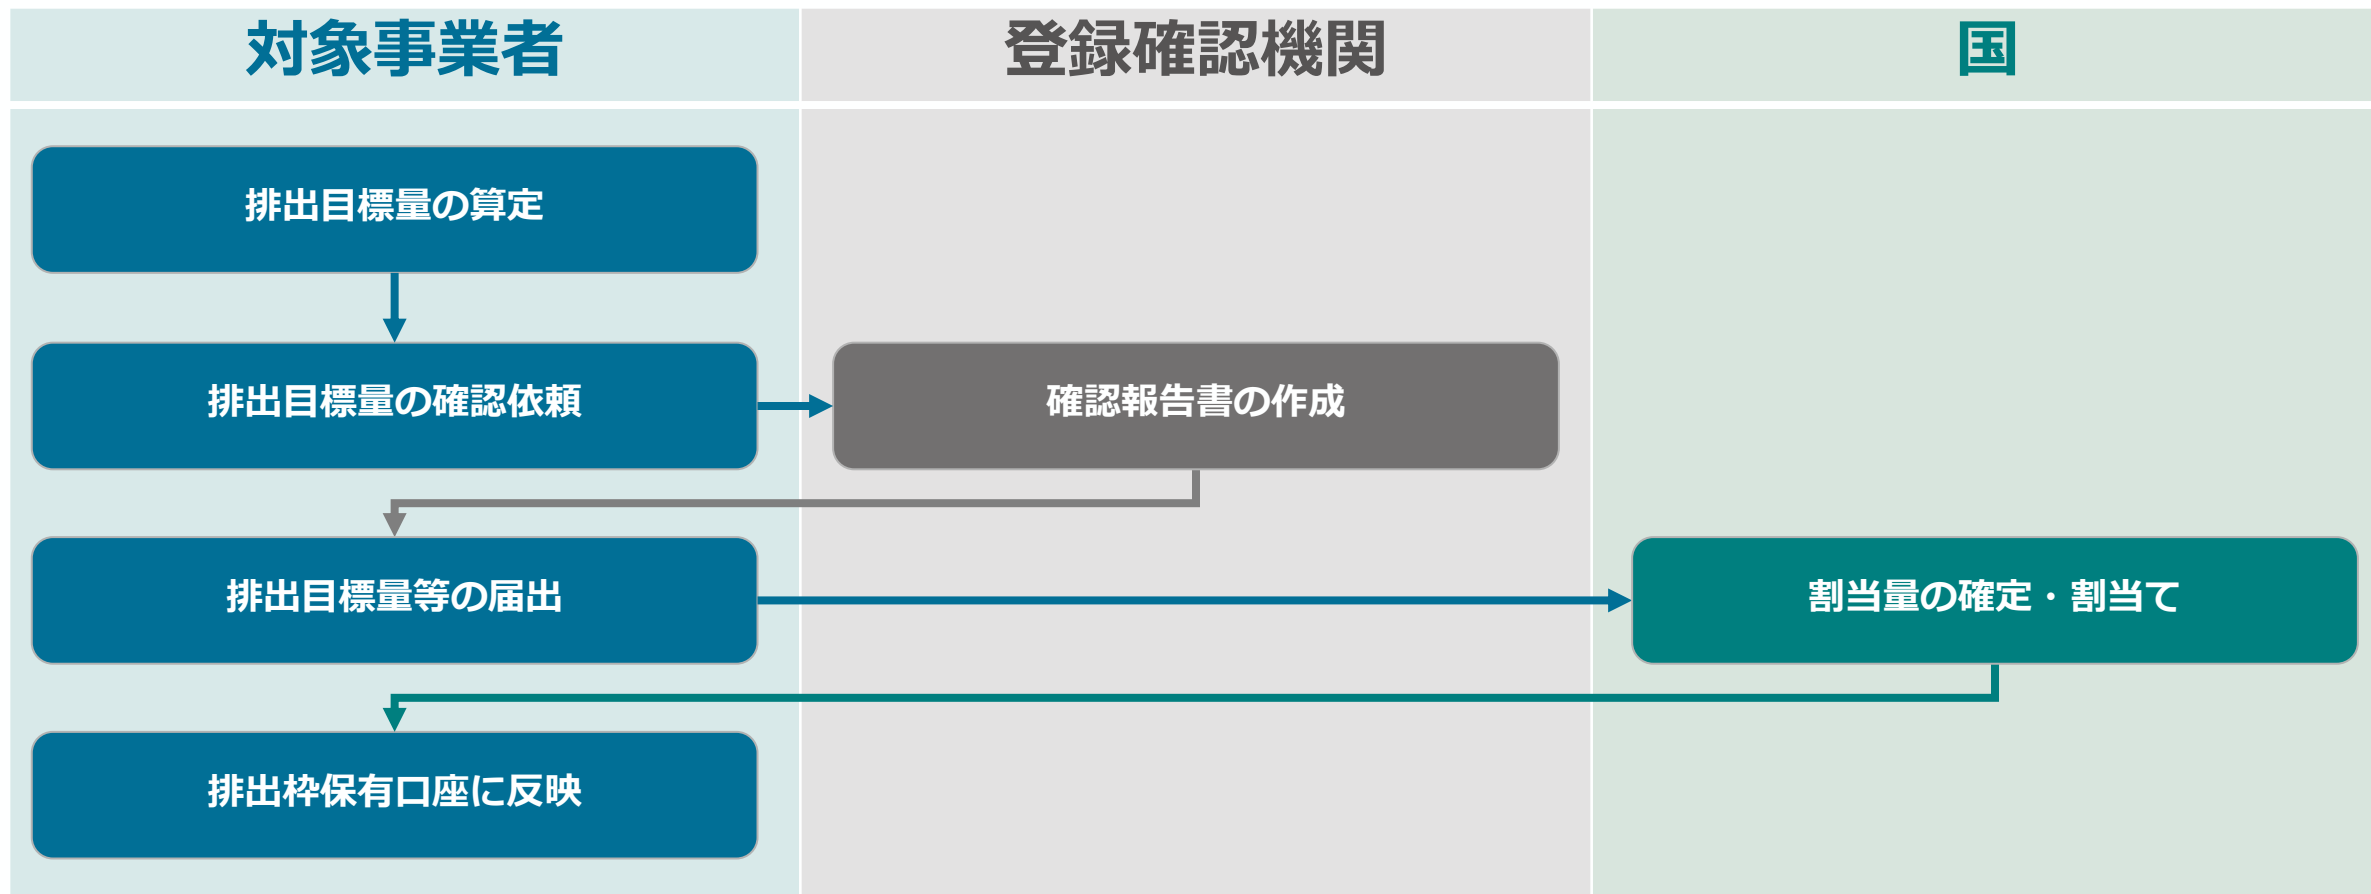 対象事業者
登録確認機関
国
排出目標量の算定
排出目標量の確認依頼
確認報告書の作成
排出目標量等の届出
割当量の確定・割当て
排出枠保有口座に反映